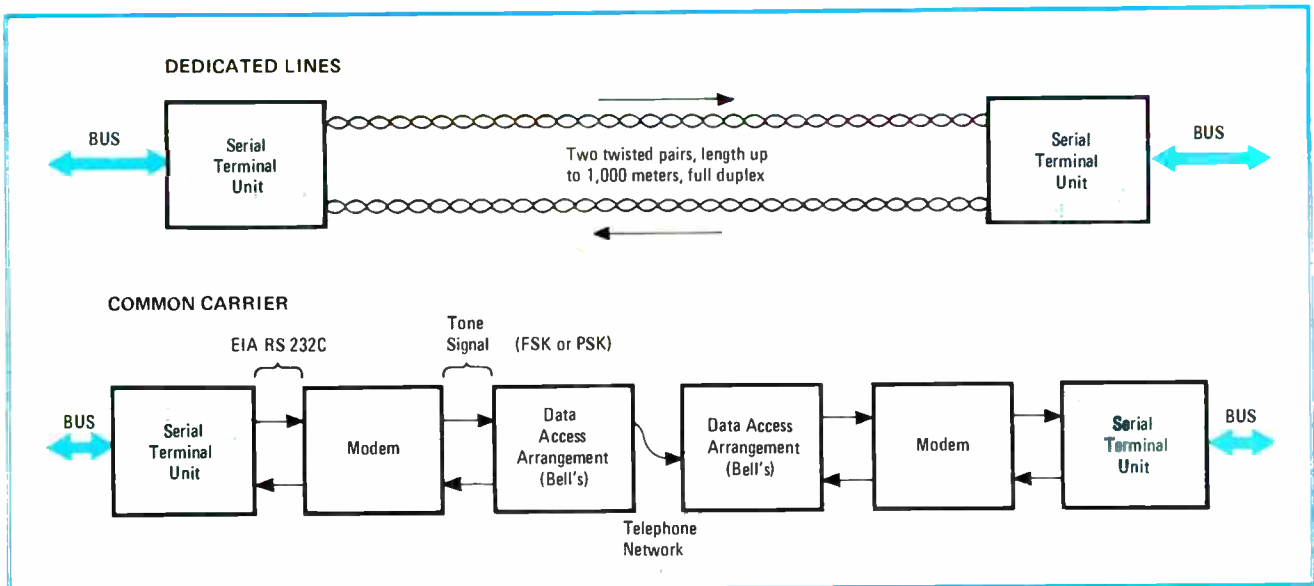 DEDICATED LINES
BUS
Serial
Terminal
Unit
Two twisted pairs, length up
to 1,000 meters, full duplex
Serial
Terminal
Unit
BUS
COMMON CARRIER
EIA RS 232C
Tone
Signal
(FSK or PSK)
BUS
Serial
Terminal
Unit
Modem
Data
Access
Arrangement
(Bell's)
Telephone
Network
Data Access
Arrangement
(Bell's)
Modem
Serial
Terminal
Unit
BUS